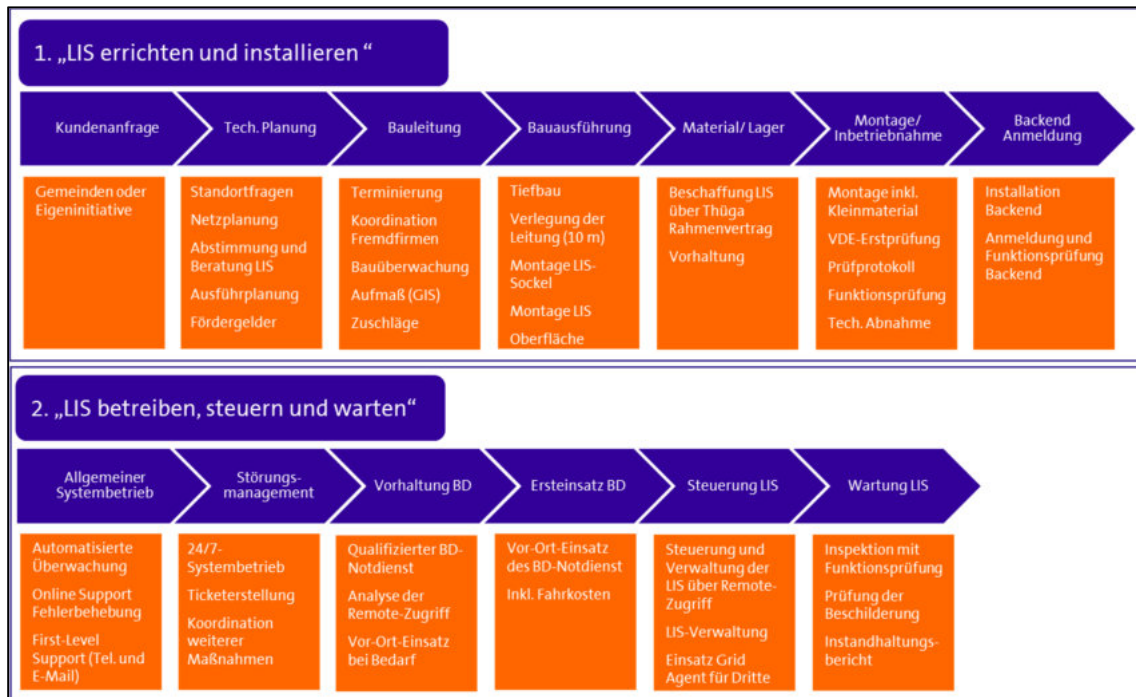 1. „LIS errichten und installieren “
Kundenanfrage
Tech. Planung
Bauleitung
Bauausführung
Material/ Lager
Montage/
Inbetriebnahme
Backend
Anmeldung
Gemeinden oder
Eigeninitiative
Standortfragen
Netzplanung
Abstimmung und
Beratung LIS
Ausführplanung
Fördergelder
Terminierung
Koordination
Fremdfirmen
Bauüberwachung
Aufmaß (GIS)
Zuschläge
Tiefbau
Verlegung der
Leitung (10 m)
Montage LIS-
Sockel
Montage LIS
Oberfläche
Beschaffung LIS
über Thüga
Rahmenvertrag
Vorhaltung
Montage inkl.
Kleinmaterial
VDE-Erstprüfung
Prüfprotokoll
Funktionsprüfung
Tech. Abnahme
Installation
Backend
Anmeldung und
Funktionsprüfung
Backend
2. „LIS betreiben, steuern und warten“
Allgemeiner
Systembetrieb
Störungs-
management
Vorhaltung BD
Ersteinsatz BD
Steuerung LIS
Wartung LIS
Automatisierte
Überwachung
Online Support
Fehlerbehebung
First-Level
Support (Tel. und
E-Mail)
24/7-
Systembetrieb
Ticketerstellung
Koordination
weiterer
Maßnahmen
Qualifizierter BD-
Notdienst
Analyse der
Remote-Zugriff
Vor-Ort-Einsatz
bei Bedarf
Vor-Ort-Einsatz
des BD-Notdienst
Inkl. Fahrkosten
Steuerung und
Verwaltung der
LIS über Remote-
Zugriff
LIS-Verwaltung
Einsatz Grid
Agent für Dritte
Inspektion mit
Funktionsprüfung
Prüfung der
Beschilderung
Instandhaltungs-
bericht